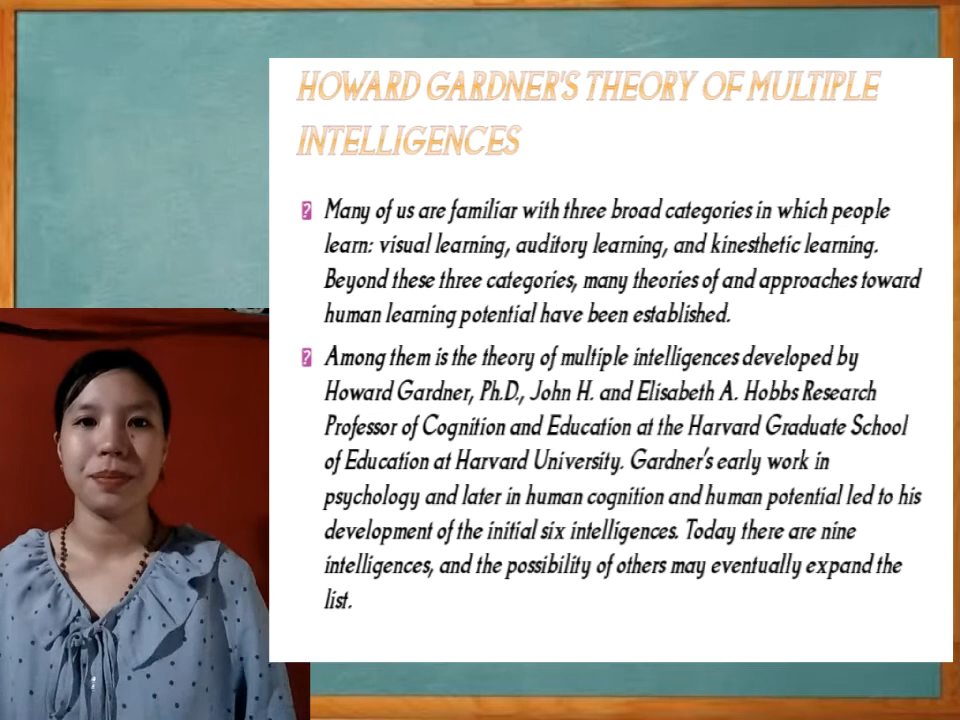 HOWARD GARDNER'S THEORY OF MULTIPLE
INTELLIGENCES
Many of us are familiar with three broad categories in which people
learn: visual learning, auditory learning, and kinesthetic learning.
Beyond these three categories, many theories of and approaches toward
human learning potential have been established.
Among them is the theory of multiple intelligences developed by
Howard Gardner, Ph.D., John H. and Elisabeth A. Hobbs Research
Professor of Cognition and Education at the Harvard Graduate School
of Education at Harvard University. Gardner's early work in
psychology and later in human cognition and human potential led to his
development of the initial six intelligences. Today there are nine
intelligences, and the possibility of others may eventually expand the
list.